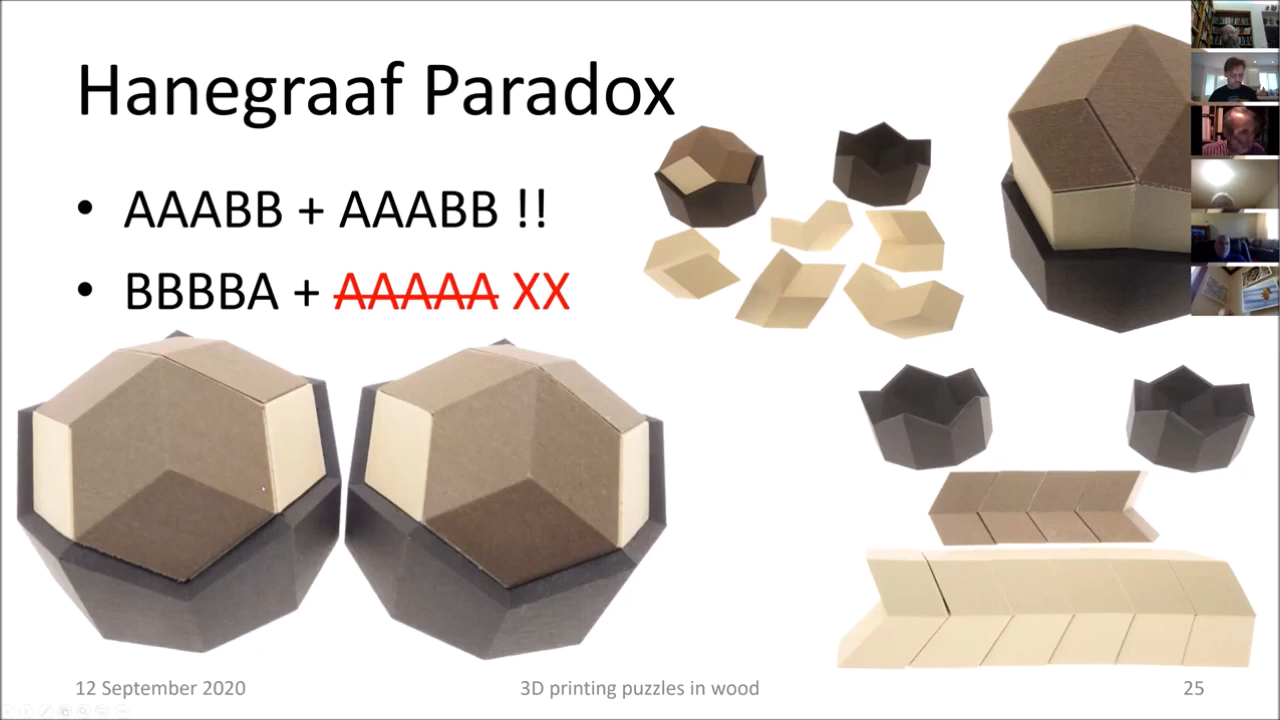 Hanegraaf Paradox
• AAABB + AAABB !!
• BBBBA + AAAAA XX
12 September 2020
3D printing puzzles in wood
25